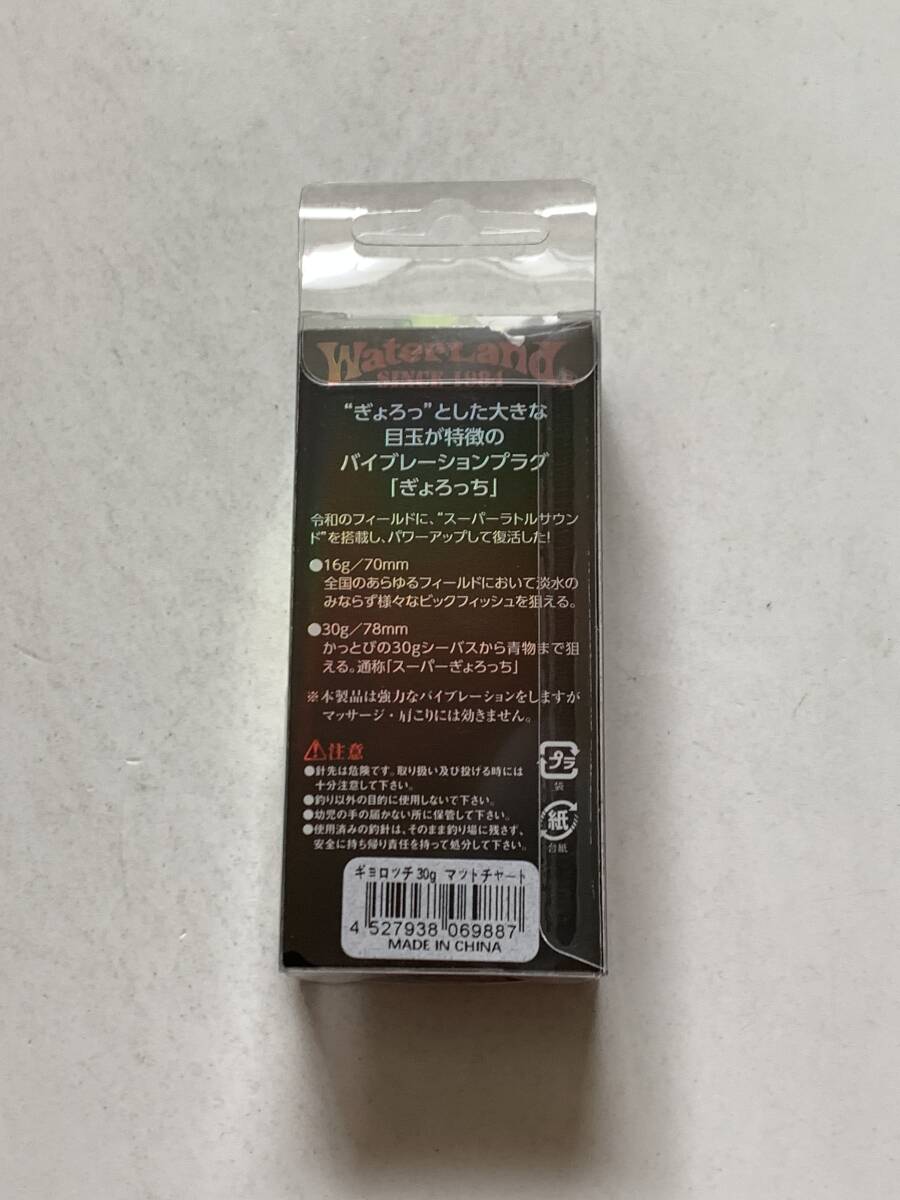 WaterLand
SINCE 1984
“ぎょろっ”とした大きな
目玉が特徴の
バイブレーションプラグ
「ぎょろっち」
令和のフィールドに、“スーパーラトルサウン
ド”を搭載し、パワーアップして復活した!
●16g/70mm
全国のあらゆるフィールドにおいて淡水の
みならず様々なビックフィッシュを狙える。
●30g/78mm
かっとびの30gシーバスから青物まで狙
える。通称「スーパーぎょろっち」
※本製品は強力なバイブレーションをしますが
マッサージ・肩こりには効きません。
注意
●針先は危険です。取り扱い及び投げる時には
十分注意して下さい。
●釣り以外の目的に使用しないで下さい。
●幼児の手の届かない所に保管して下さい。
●使用済みの釣針は、そのまま釣り場に残さず、
安全に持ち帰り責任を持って処分して下さい。
プラ
袋
紙
台紙
ギョロッチ30g マットチャート
4 527938 069887
MADE IN CHINA